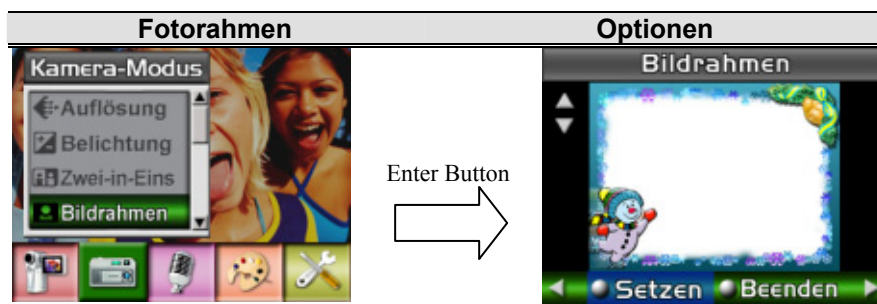 Fotorahmen
Optionen
Kamera-Modus
Auflösung
Belichtung
Zwei-in-Eins
Bildrahmen
Enter Button
Bildrahmen
Setzen
Beenden